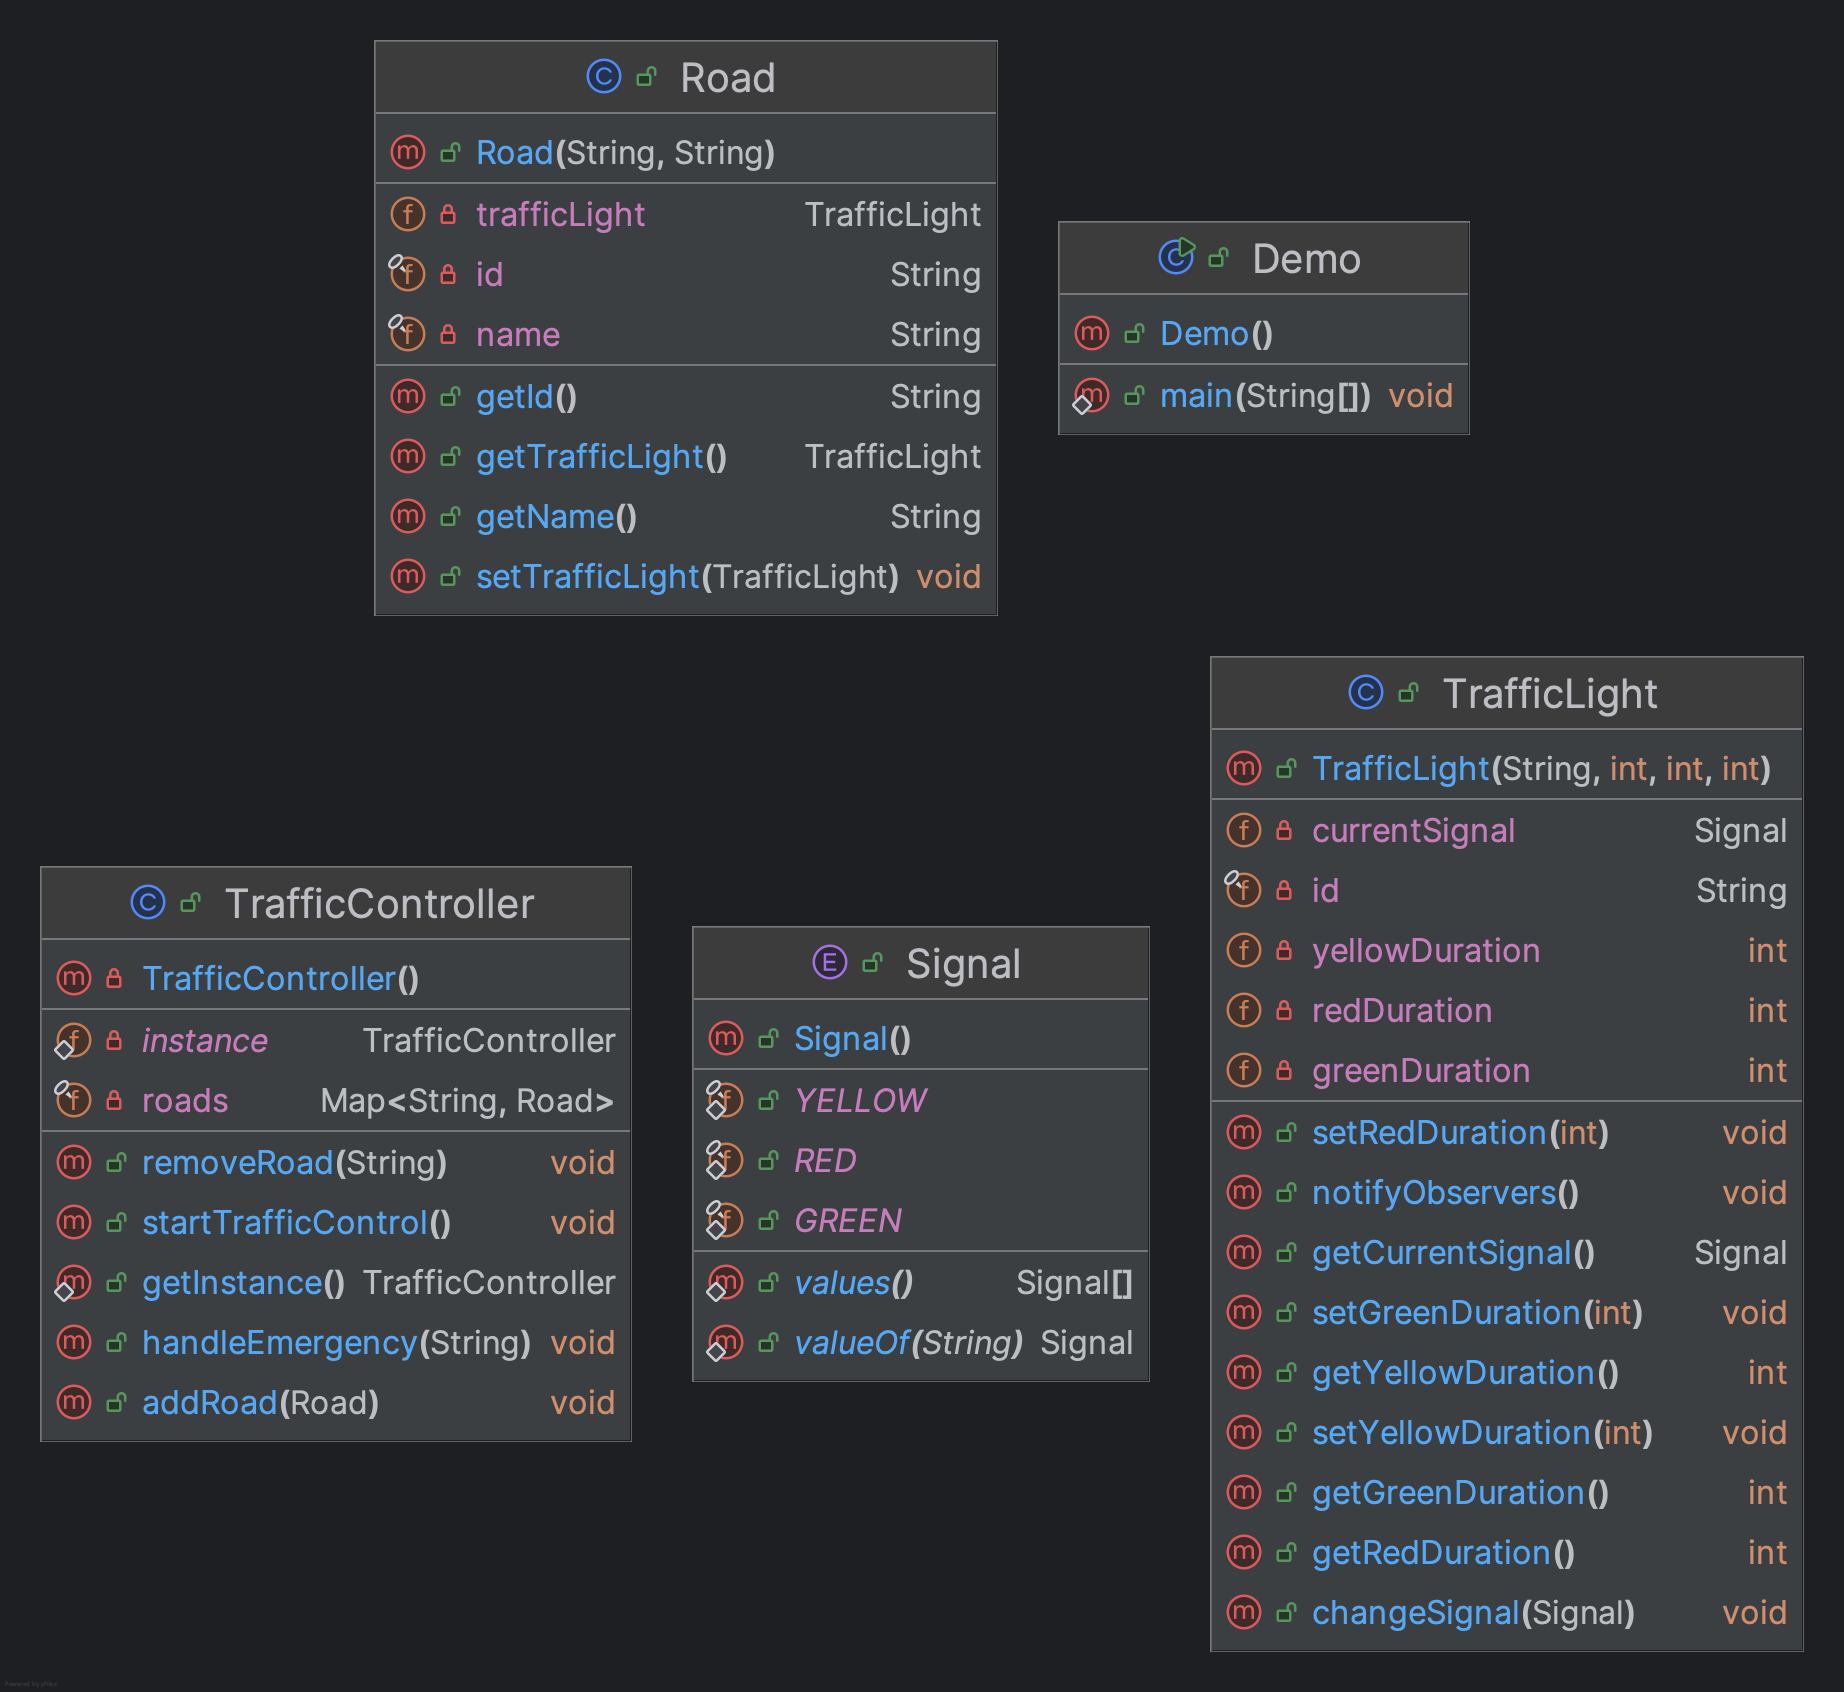 Road
Road(String, String)
trafficLight TrafficLight
id String
name String
getId() String
getTrafficLight() TrafficLight
getName() String
setTrafficLight(TrafficLight) void
Demo
Demo()
main(String[]) void
TrafficController
TrafficController()
instance TrafficController
roads Map<String, Road>
removeRoad(String) void
startTrafficControl() void
getInstance() TrafficController
handleEmergency(String) void
addRoad(Road) void
Signal
Signal()
YELLOW
RED
GREEN
values() Signal[]
valueOf(String) Signal
TrafficLight
TrafficLight(String, int, int, int)
currentSignal Signal
id String
yellowDuration int
redDuration int
greenDuration int
setRedDuration(int) void
notifyObservers() void
getCurrentSignal() Signal
setGreenDuration(int) void
getYellowDuration() int
setYellowDuration(int) void
getGreenDuration() int
getRedDuration() int
changeSignal(Signal) void